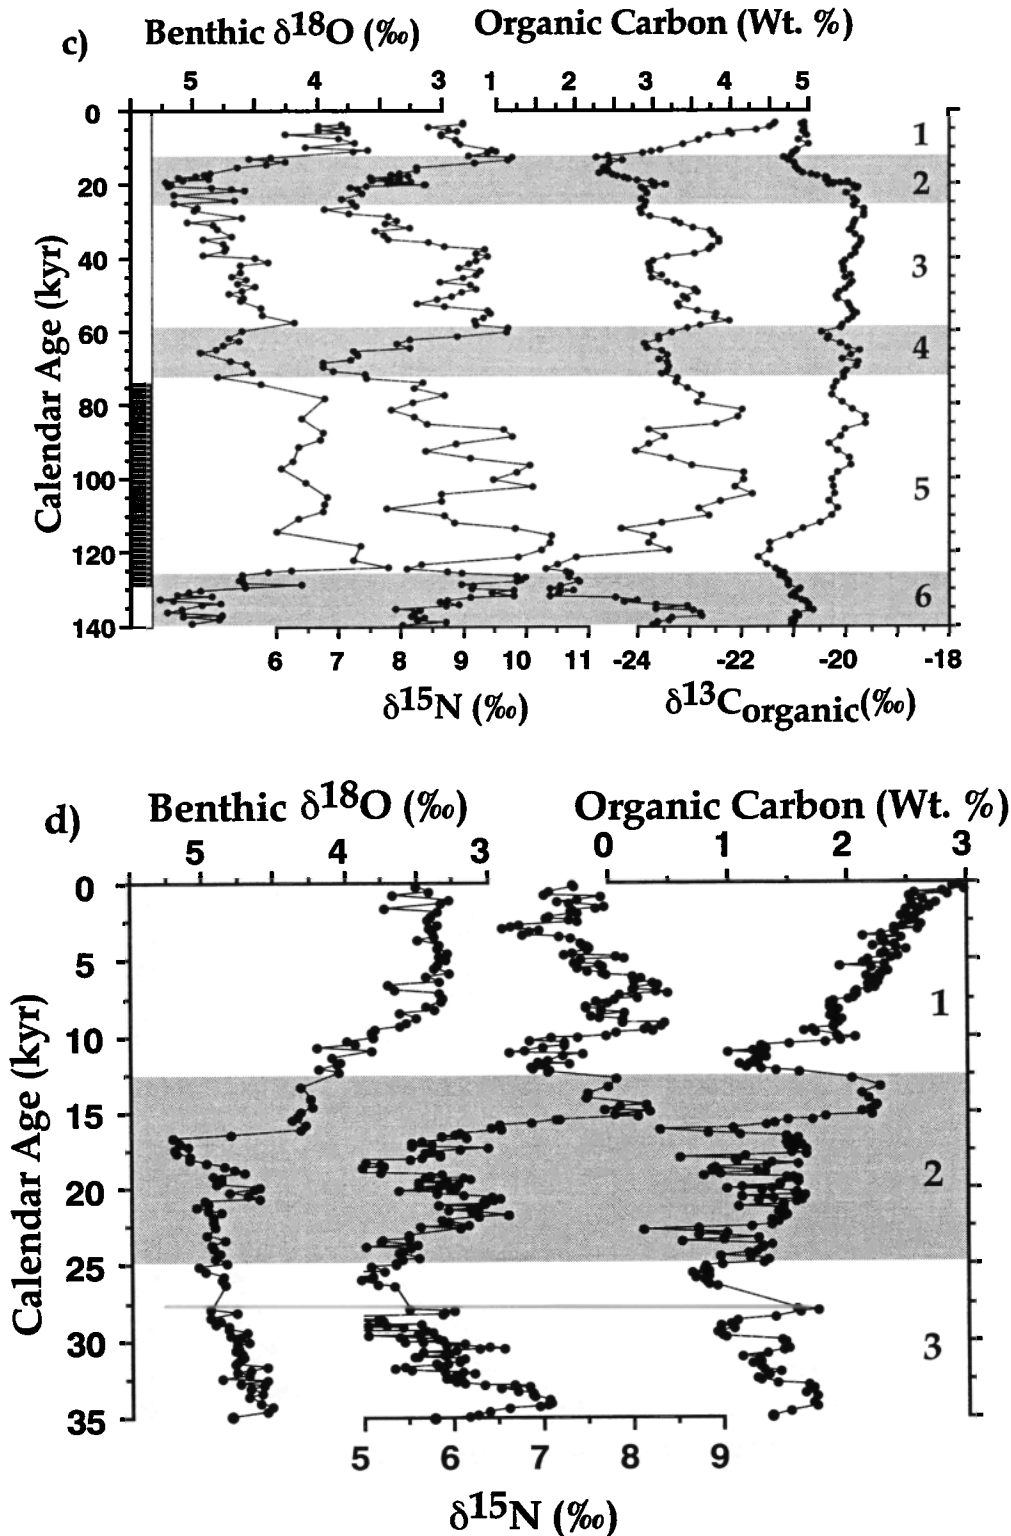 c) Benthic δ18O (‰) Organic Carbon (Wt. %)
5 4 3 1 2 3 4 5
0
20
40
60
80
100
120
140
Calendar Age (kyr)
1
2
3
4
5
6
6 7 8 9 10 11 -24 -22 -20 -18
δ15N (‰) δ13Corganic(‰)
d) Benthic δ18O (‰) Organic Carbon (Wt. %)
5 4 3 0 1 2 3
0
5
10
15
20
25
30
35
Calendar Age (kyr)
1
2
3
5 6 7 8 9
δ15N (‰)